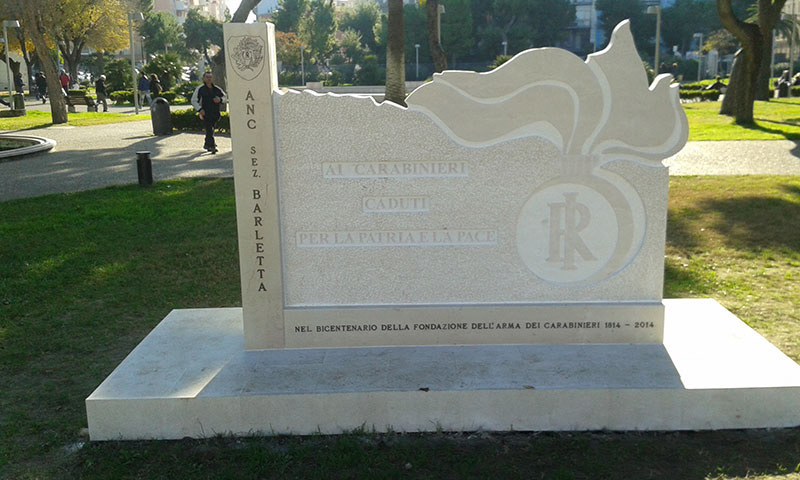 ANC SEZ. BARLETTA
AI CARABINIERI
CADUTI
PER LA PATRIA E LA PACE
RI
NEL BICENTENARIO DELLA FONDAZIONE DELL'ARMA DEI CARABINIERI 1814 - 2014